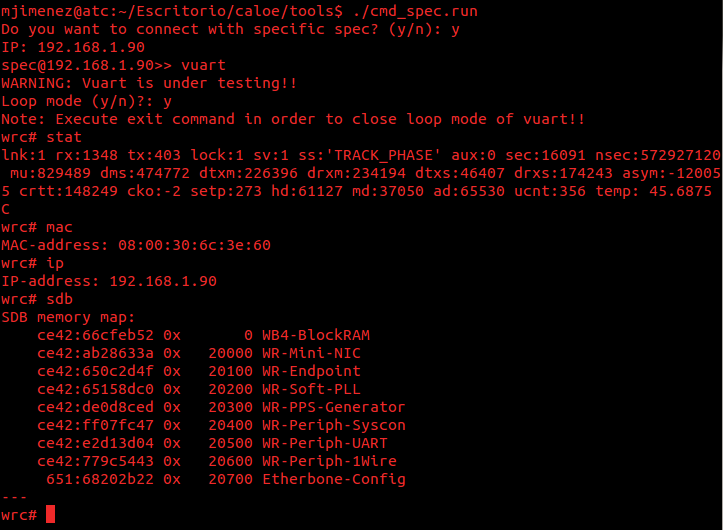 mjimenez@atc:~/Escritorio/caloe/tools$ ./cmd_spec.run
Do you want to connect with specific spec? (y/n): y
IP: 192.168.1.90
spec@192.168.1.90>> vuart
WARNING: Vuart is under testing!!
Loop mode (y/n)?: y
Note: Execute exit command in order to close loop mode of vuart!!
wrc# stat
lnk:1 rx:1348 tx:403 lock:1 sv:1 ss:'TRACK_PHASE' aux:0 sec:16091 nsec:572927120
 mu:829489 dms:474772 dtxm:226396 drxm:234194 dtxs:46407 drxs:174243 asym:-12005
5 crtt:148249 cko:-2 setp:273 hd:61127 md:37050 ad:65530 ucnt:356 temp: 45.6875
C
wrc# mac
MAC-address: 08:00:30:6c:3e:60
wrc# ip
IP-address: 192.168.1.90
wrc# sdb
SDB memory map:
    ce42:66cfeb52 0x       0 WB4-BlockRAM
    ce42:ab28633a 0x   20000 WR-Mini-NIC
    ce42:650c2d4f 0x   20100 WR-Endpoint
    ce42:65158dc0 0x   20200 WR-Soft-PLL
    ce42:de0d8ced 0x   20300 WR-PPS-Generator
    ce42:ff07fc47 0x   20400 WR-Periph-Syscon
    ce42:e2d13d04 0x   20500 WR-Periph-UART
    ce42:779c5443 0x   20600 WR-Periph-1Wire
     651:68202b22 0x   20700 Etherbone-Config
---
wrc#